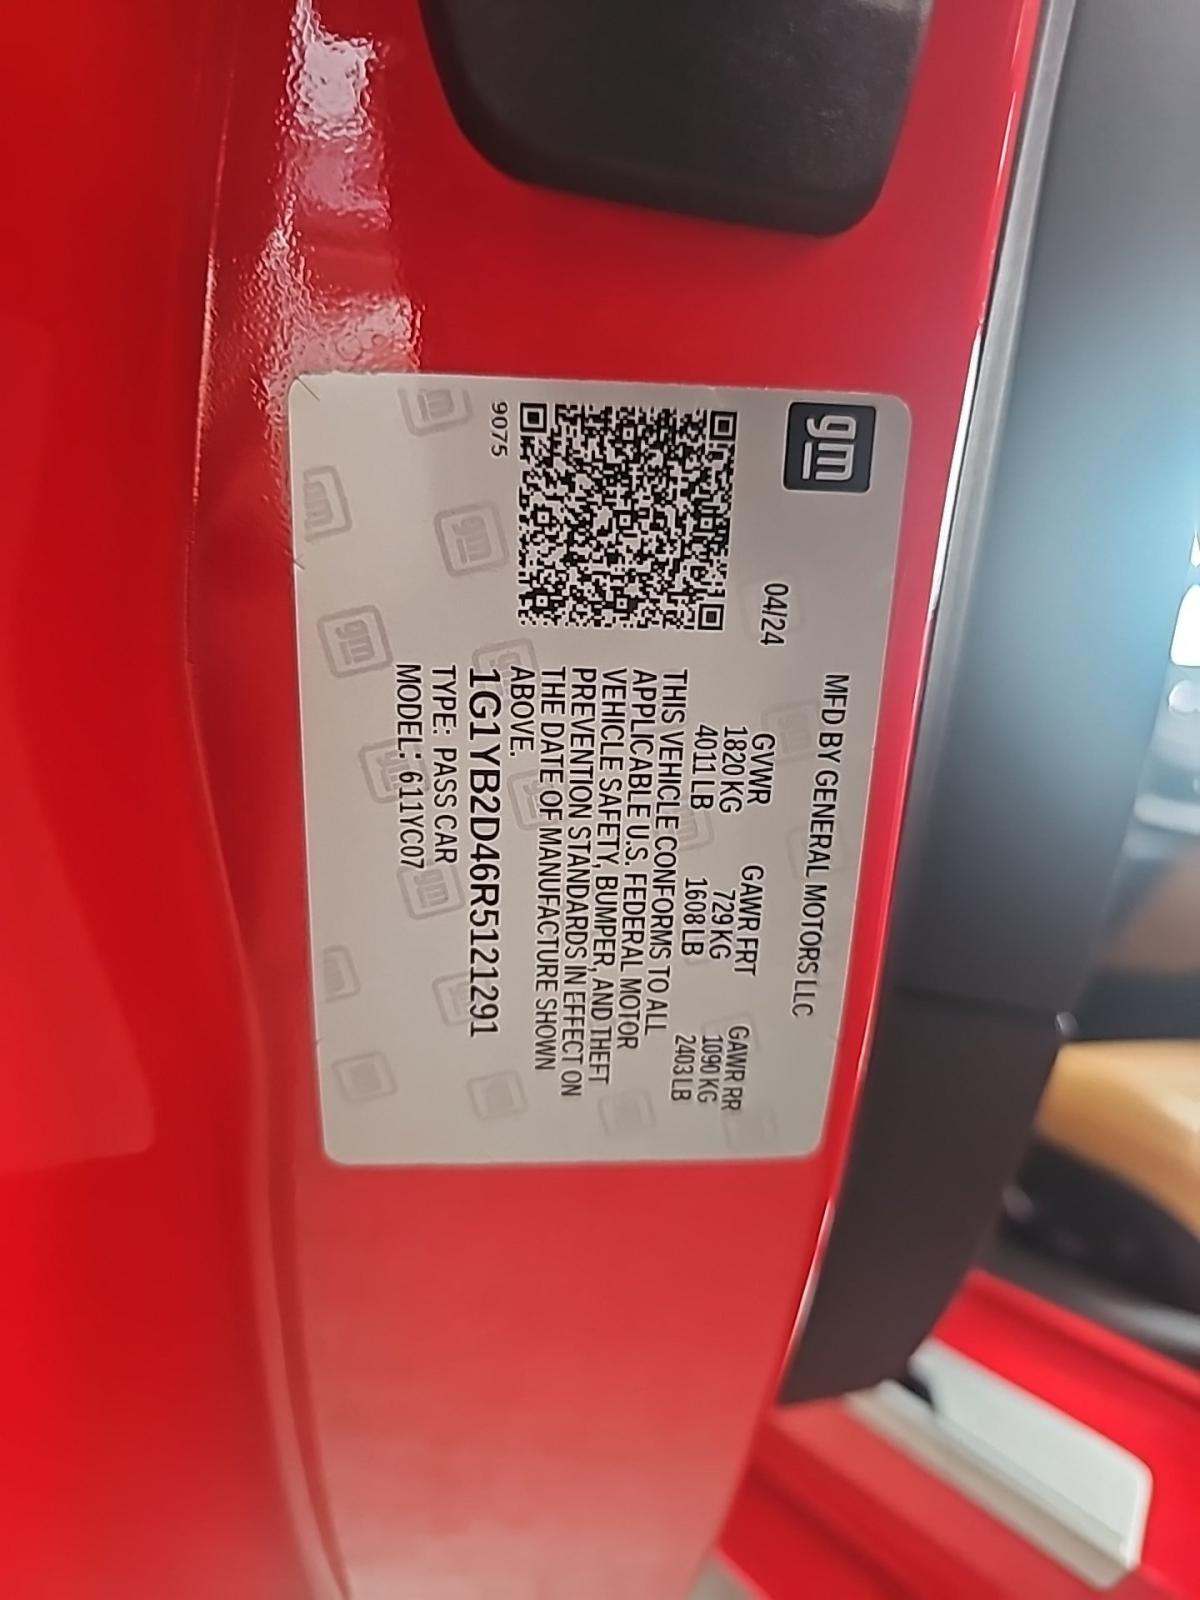 gm
MFD BY GENERAL MOTORS LLC
04/24
GVWR GAWR FRT GAWR RR
1820KG 729 KG 1090 KG
4011 LB 1608 LB 2403 LB
THIS VEHICLE CONFORMS TO ALL
APPLICABLE U.S. FEDERAL MOTOR
VEHICLE SAFETY, BUMPER, AND THEFT
PREVENTION STANDARDS IN EFFECT ON
THE DATE OF MANUFACTURE SHOWN
ABOVE.
1G1YB2D46R5121291
TYPE: PASS CAR
MODEL: 611YC07
9075